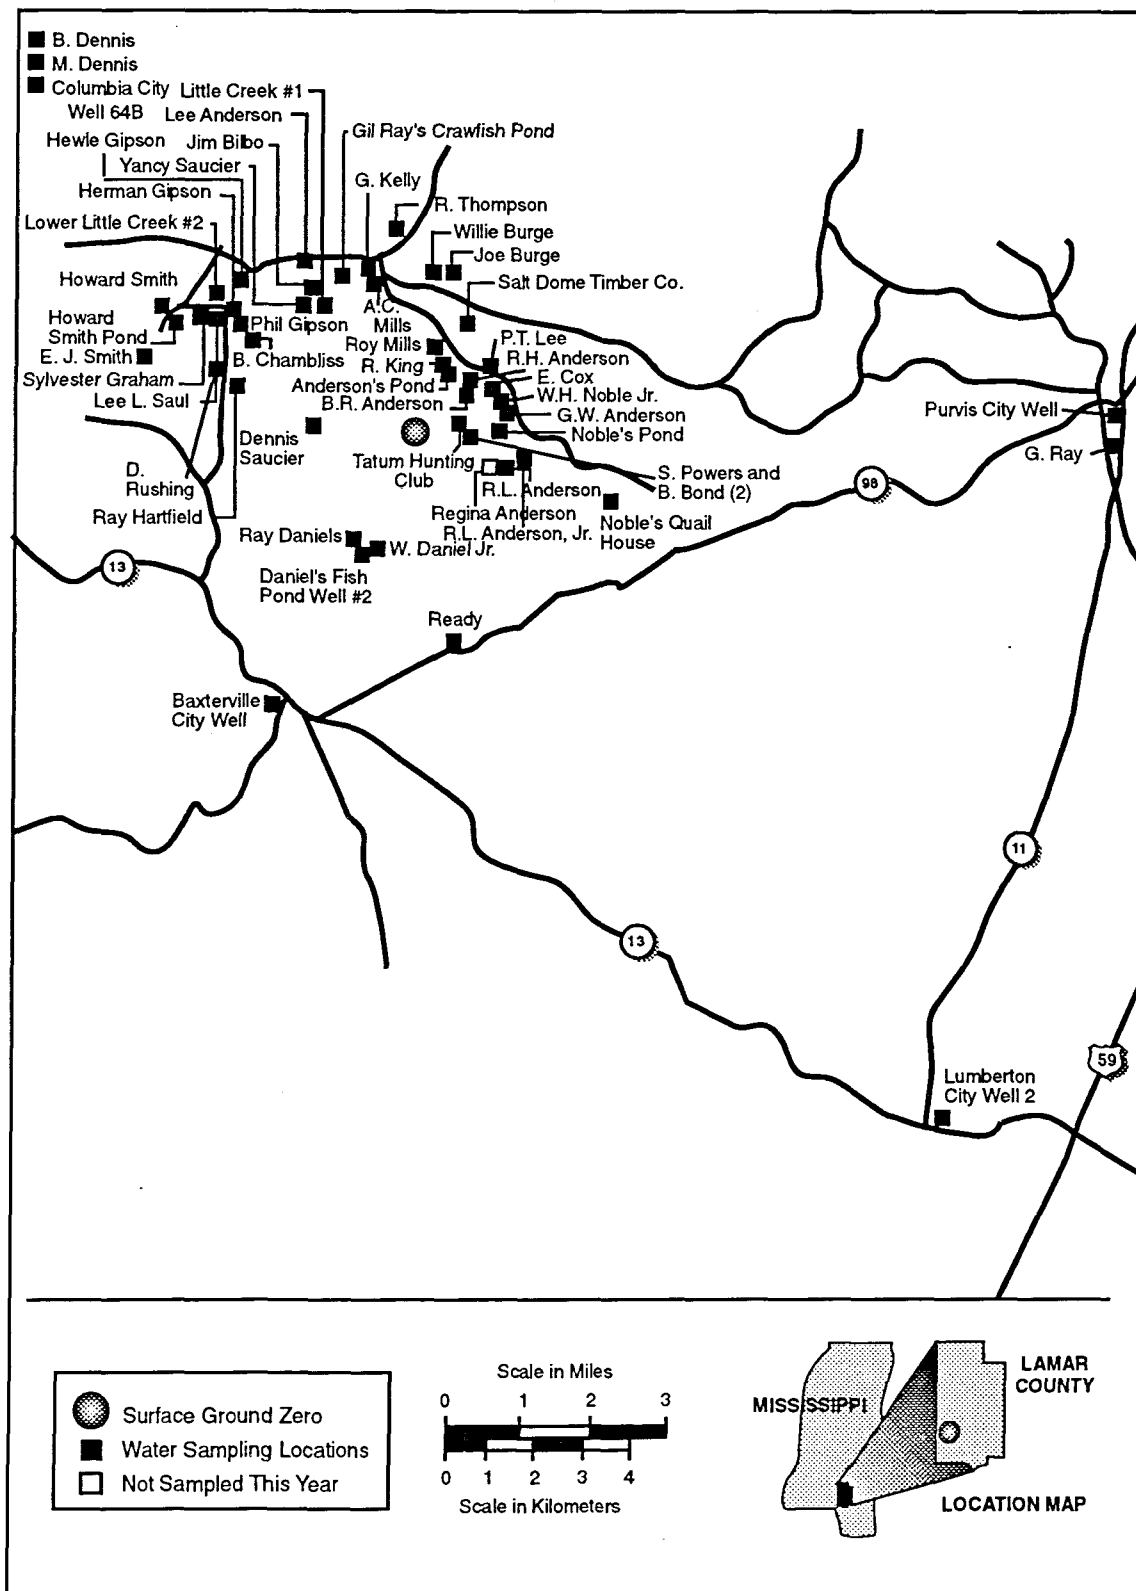 B. Dennis
M. Dennis
Columbia City
Well 64B
Little Creek #1
Lee Anderson
Hewie Gipson
Jim Bilbo
Gil Ray's Crawfish Pond
Yancy Saucier
G. Kelly
Herman Gipson
R. Thompson
Lower Little Creek #2
Willie Burge
Joe Burge
Howard Smith
Salt Dome Timber Co.
A.C.
Mills
Howard
Smith Pond
Phil Gipson
Roy Mills
P.T. Lee
E. J. Smith
B. Chambliss
R. King
R.H. Anderson
Sylvester Graham
Anderson's Pond
E. Cox
Lee L. Saul
B.R. Anderson
W.H. Noble Jr.
G.W. Anderson
Purvis City Well
Dennis
Saucier
Noble's Pond
G. Ray
Tatum Hunting
Club
D.
Rushing
S. Powers and
B. Bond (2)
98
R.L. Anderson
Ray Hartfield
Regina Anderson
R.L. Anderson, Jr.
Noble's Quail
House
Ray Daniels
W. Daniel Jr.
13
Daniel's Fish
Pond Well #2
Ready
Baxterville
City Well
11
13
59
Lumberton
City Well 2
Surface Ground Zero
Water Sampling Locations
Not Sampled This Year
Scale in Miles
0 1 2 3
0 1 2 3 4
Scale in Kilometers
MISSISSIPPI
LAMAR
COUNTY
LOCATION MAP